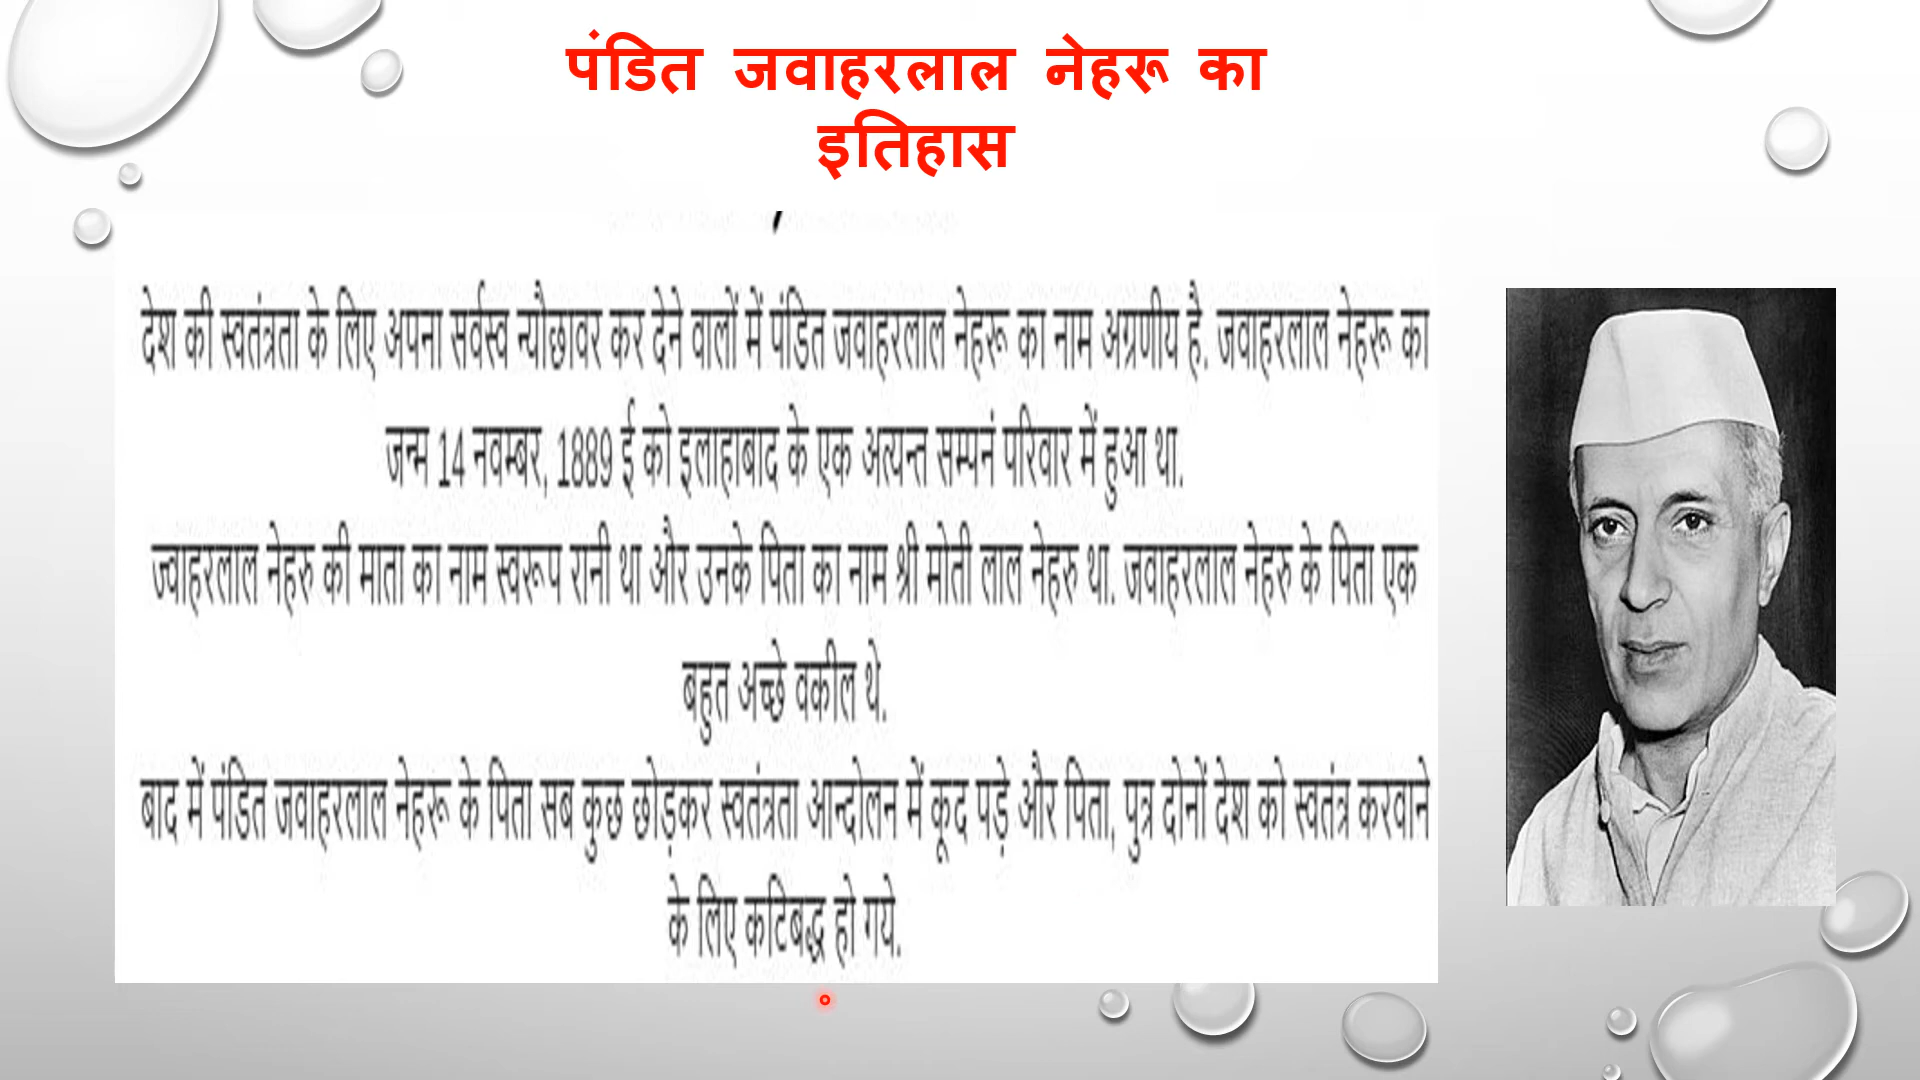 पंडित जवाहरलाल नेहरू का
इतिहास
देश की स्वतंत्रता के लिए अपना सर्वस्व न्यौछावर कर देने वालों में पंडित जवाहरलाल नेहरू का नाम अग्रणीय है. जवाहरलाल नेहरू का
जन्म 14 नवम्बर, 1889 ई को इलाहाबाद के एक अत्यन्त सम्पनं परिवार में हुआ था.
ज्वाहरलाल नेहरु की माता का नाम स्वरूप रानी था और उनके पिता का नाम श्री मोती लाल नेहरु था. जवाहरलाल नेहरु के पिता एक
बहुत अच्छे वकील थे.
बाद में पंडित जवाहरलाल नेहरू के पिता सब कुछ छोड़कर स्वतंत्रता आन्दोलन में कूद पड़े और पिता, पुत्र दोनों देश को स्वतंत्र करवाने
के लिए कटिबद्ध हो गये.